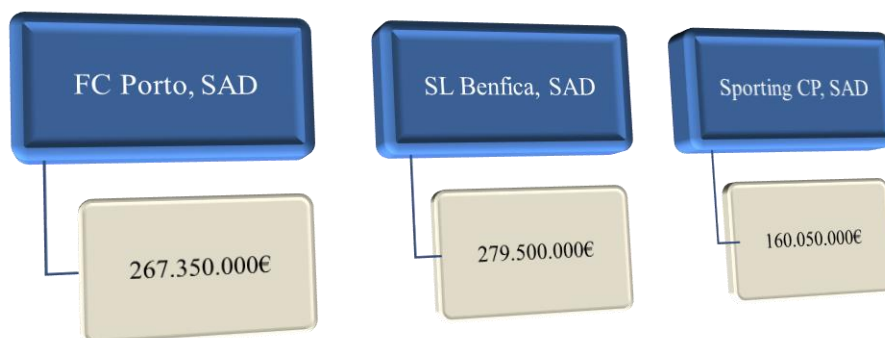 FC Porto, SAD
267.350.000€
SL Benfica, SAD
279.500.000€
Sporting CP, SAD
160.050.000€